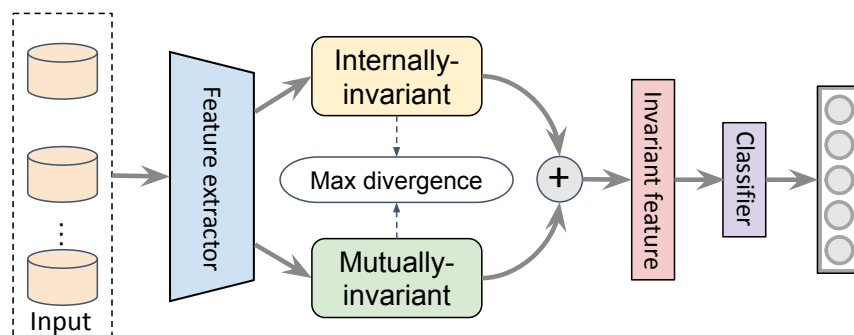 Input
Feature extractor
Internally-
invariant
Max divergence
Mutually-
invariant
+
Invariant feature
Classifier